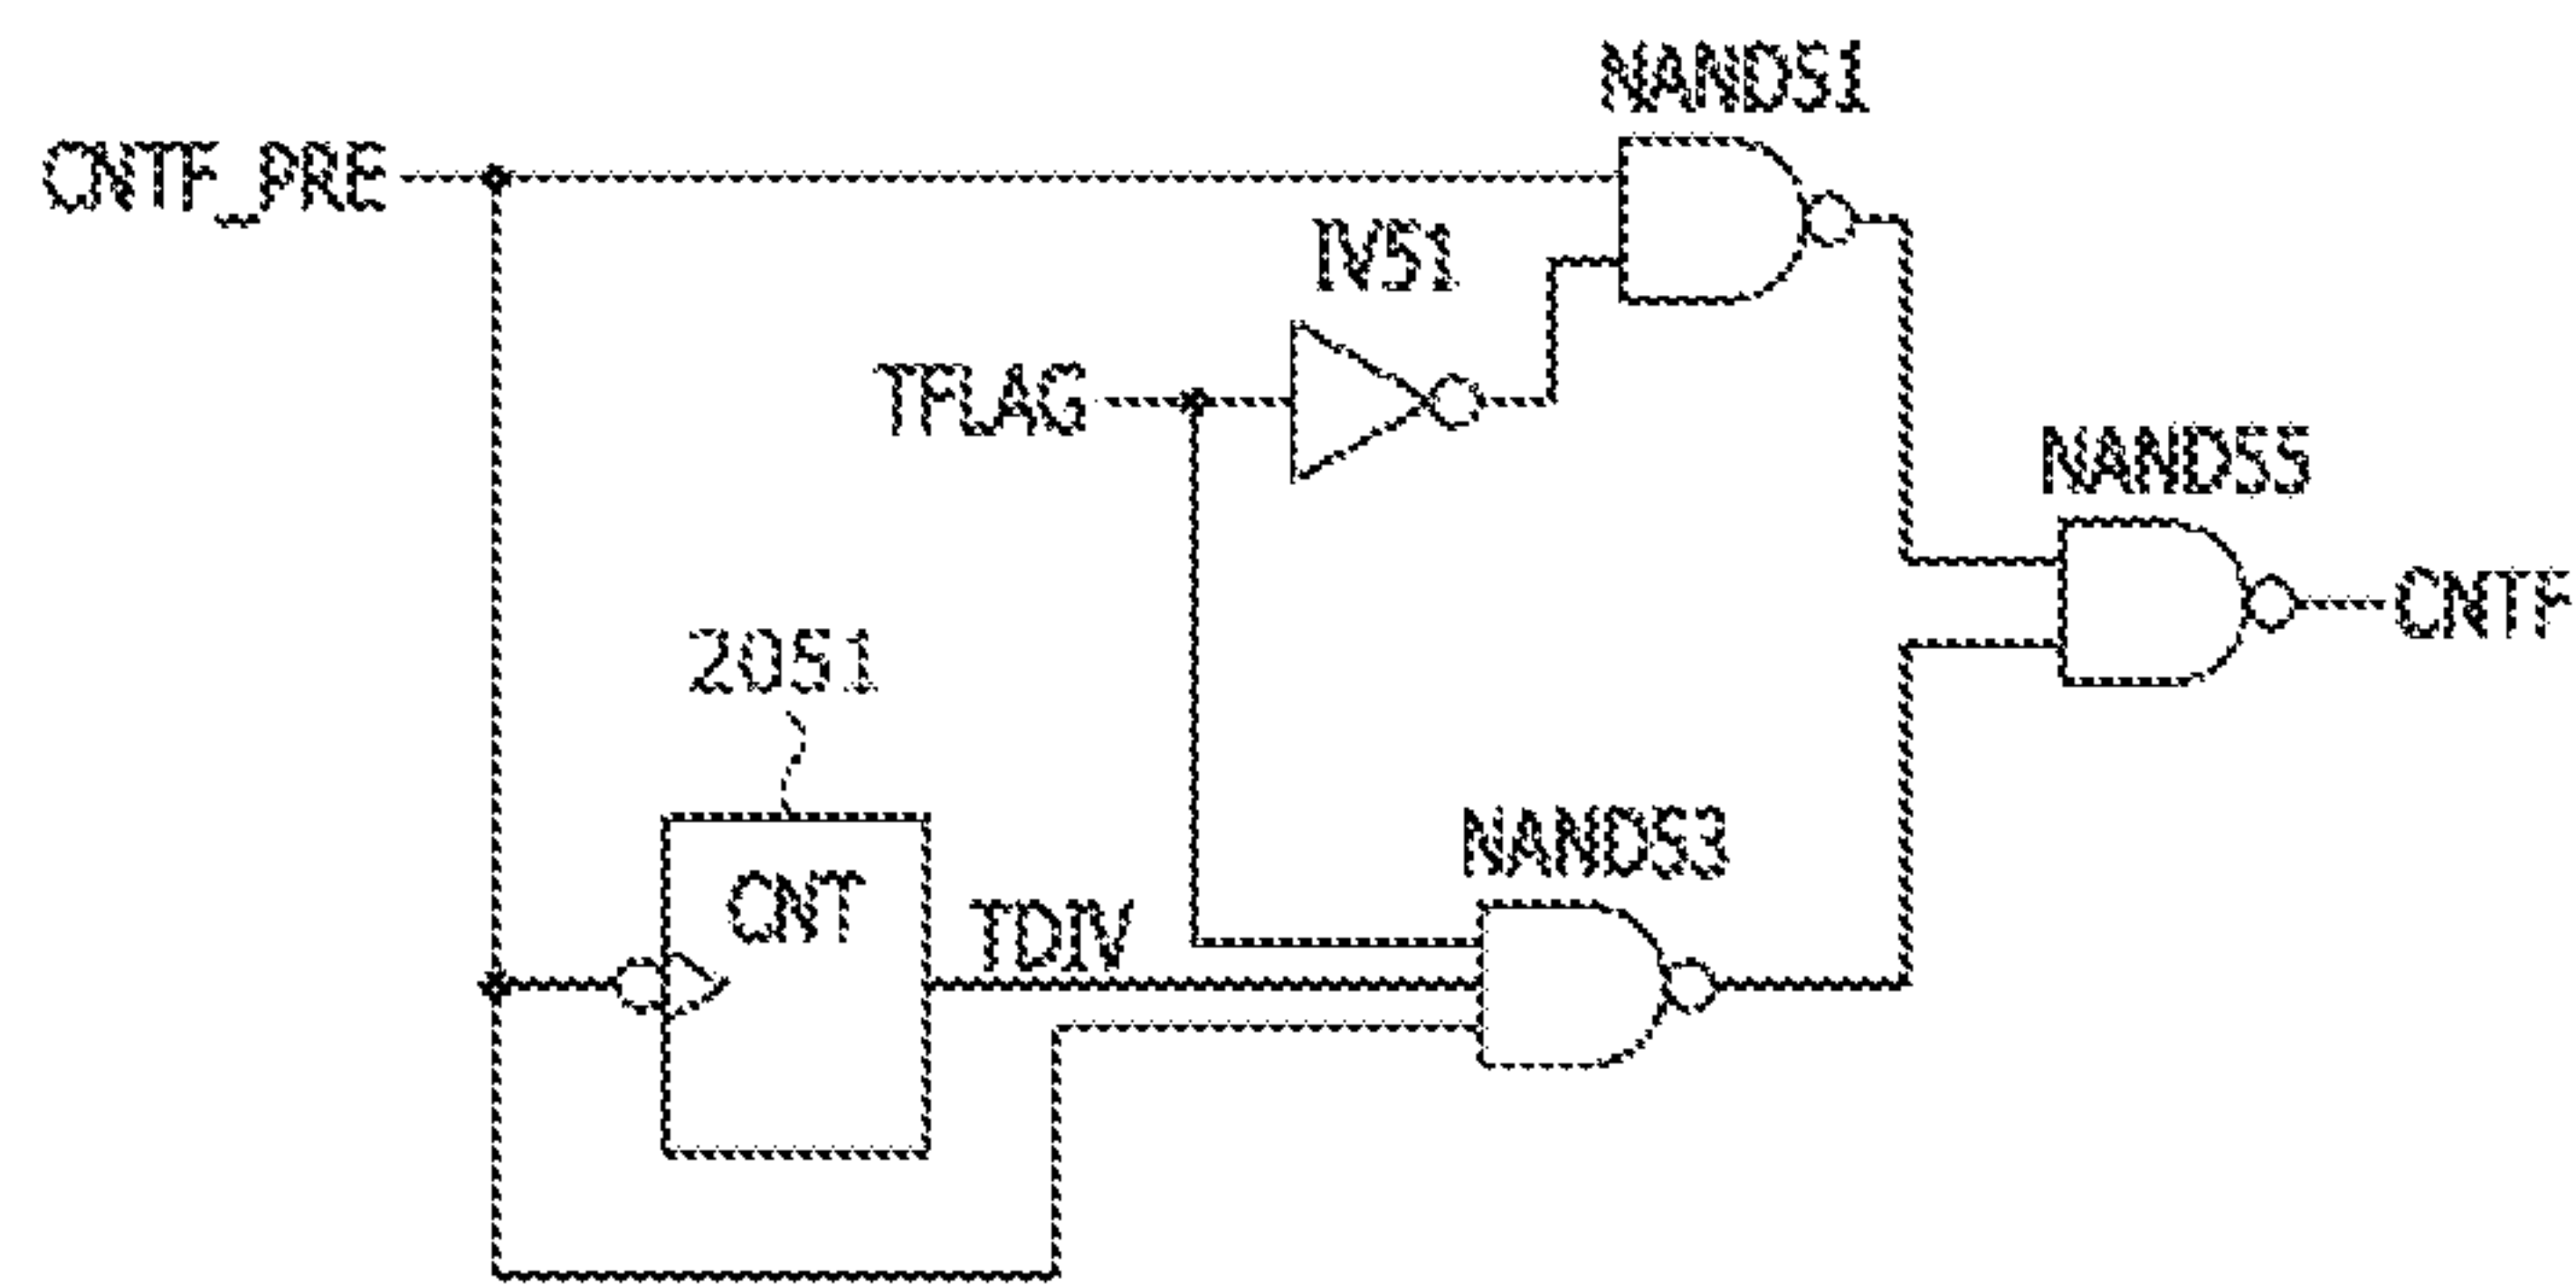 NAND51
CNTF_PRE
IV51
TFLAG
NAND55
CNTF
2051
NAND53
CNT
TDIV